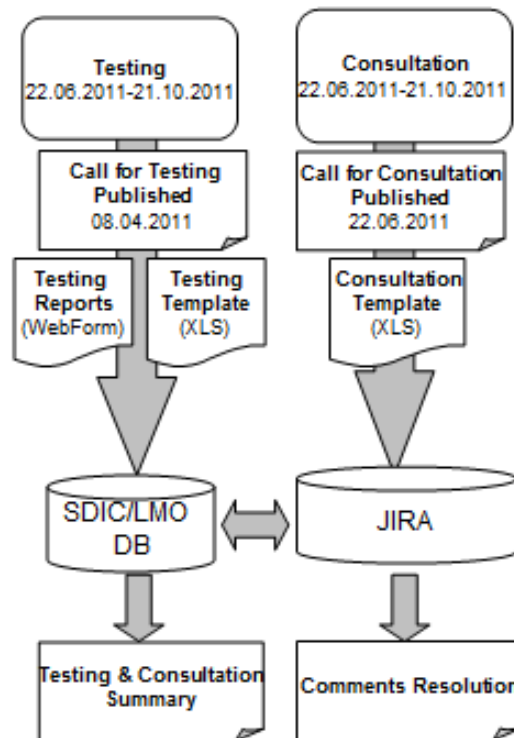 Testing
22.06.2011-21.10.2011
Call for Testing
Published
08.04.2011
Testing
Reports
(WebForm)
Testing
Template
(XLS)
SDIC/LMO
DB
Testing & Consultation
Summary
Consultation
22.06.2011-21.10.2011
Call for Consultation
Published
22.06.2011
Consultation
Template
(XLS)
JIRA
Comments Resolution